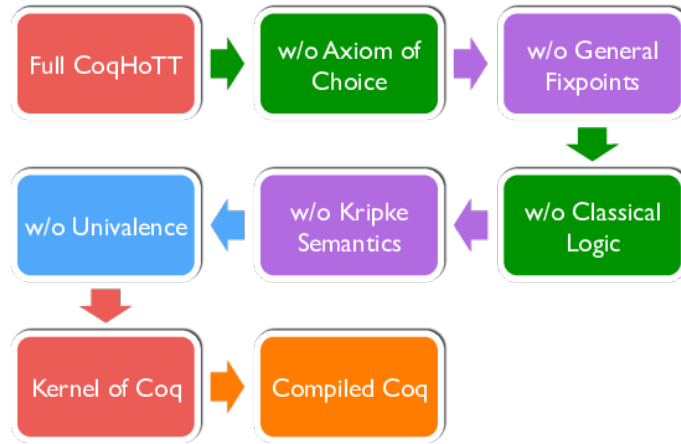 Full CoqHoTT
w/o Axiom of
Choice
w/o General
Fixpoints
w/o Classical
Logic
w/o Kripke
Semantics
w/o Univalence
Kernel of Coq
Compiled Coq